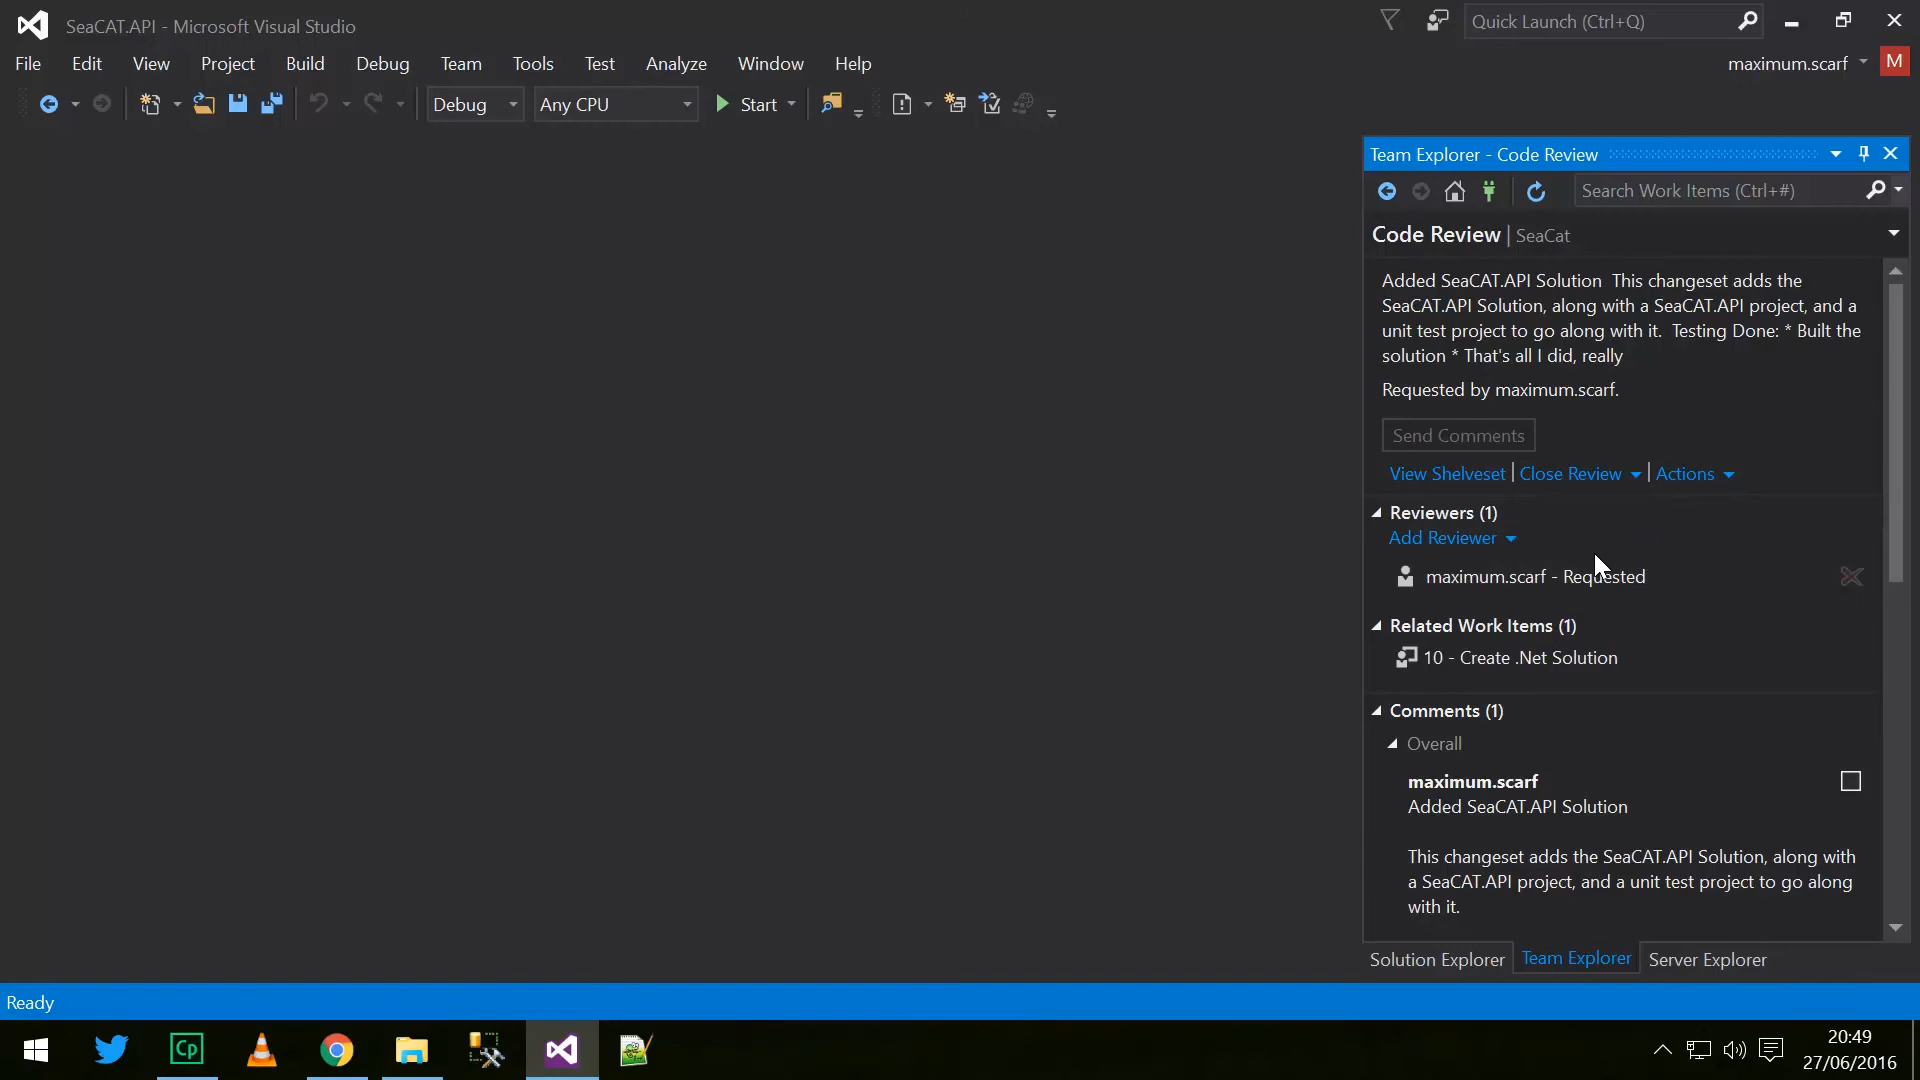 SeaCAT.API - Microsoft Visual Studio
Quick Launch (Ctrl+Q)
File Edit View Project Build Debug Team Tools Test Analyze Window Help
maximum.scarf M
Debug Any CPU Start
Team Explorer - Code Review
Search Work Items (Ctrl+#)
Code Review | SeaCat
Added SeaCAT.API Solution  This changeset adds the
SeaCAT.API Solution, along with a SeaCAT.API project, and a
unit test project to go along with it.  Testing Done: * Built the
solution * That's all I did, really
Requested by maximum.scarf.
Send Comments
View Shelveset | Close Review | Actions
Reviewers (1)
Add Reviewer
maximum.scarf - Requested
Related Work Items (1)
10 - Create .Net Solution
Comments (1)
Overall
maximum.scarf
Added SeaCAT.API Solution
This changeset adds the SeaCAT.API Solution, along with
a SeaCAT.API project, and a unit test project to go along
with it.
Solution Explorer Team Explorer Server Explorer
Ready
Cp
20:49
27/06/2016